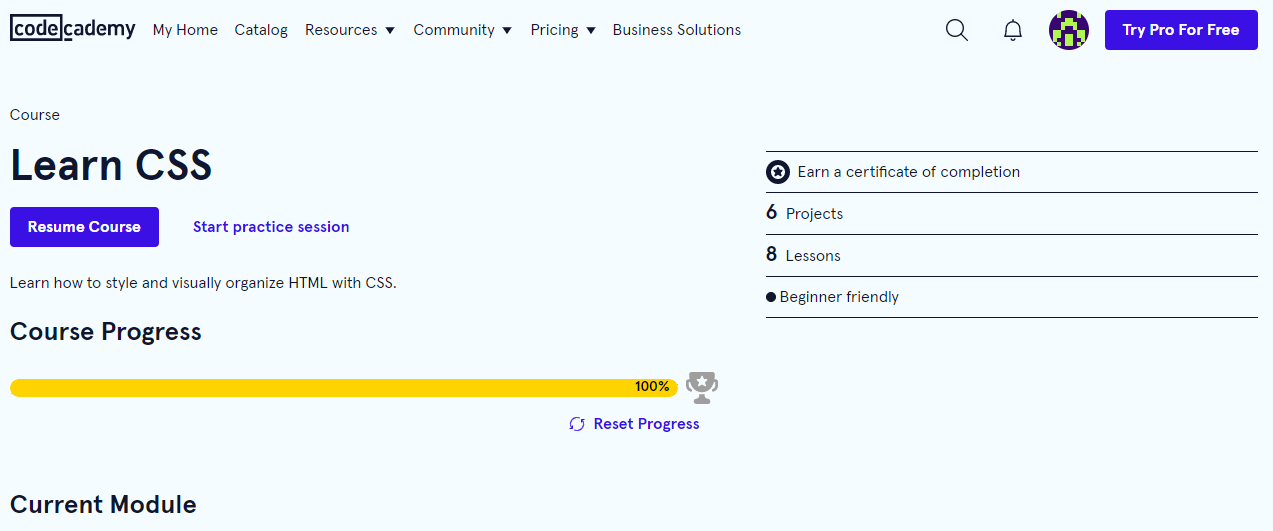 codecademy My Home Catalog Resources Community Pricing Business Solutions Try Pro For Free
Course
Learn CSS
Resume Course Start practice session
Learn how to style and visually organize HTML with CSS.
Course Progress
100%
Reset Progress
Current Module
Earn a certificate of completion
6 Projects
8 Lessons
Beginner friendly